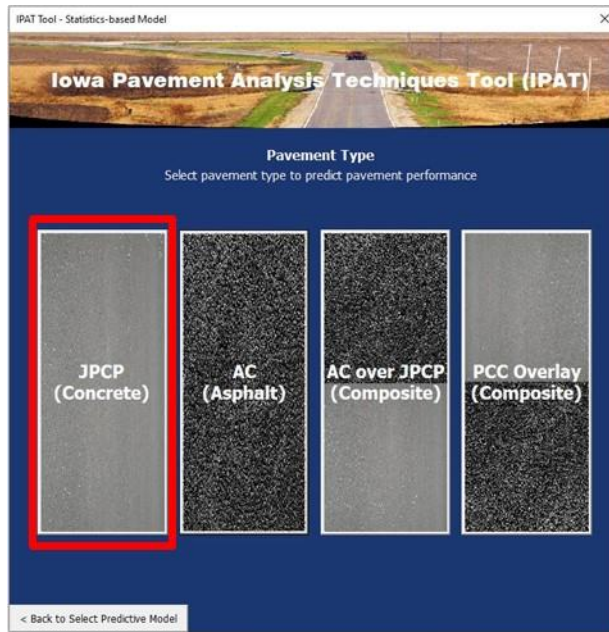 IPAT Tool - Statistics-based Model
Iowa Pavement Analysis Techniques Tool (IPAT)
Pavement Type
Select pavement type to predict pavement performance
JPCP
(Concrete)
AC
(Asphalt)
AC over JPCP
(Composite)
PCC Overlay
(Composite)
< Back to Select Predictive Model